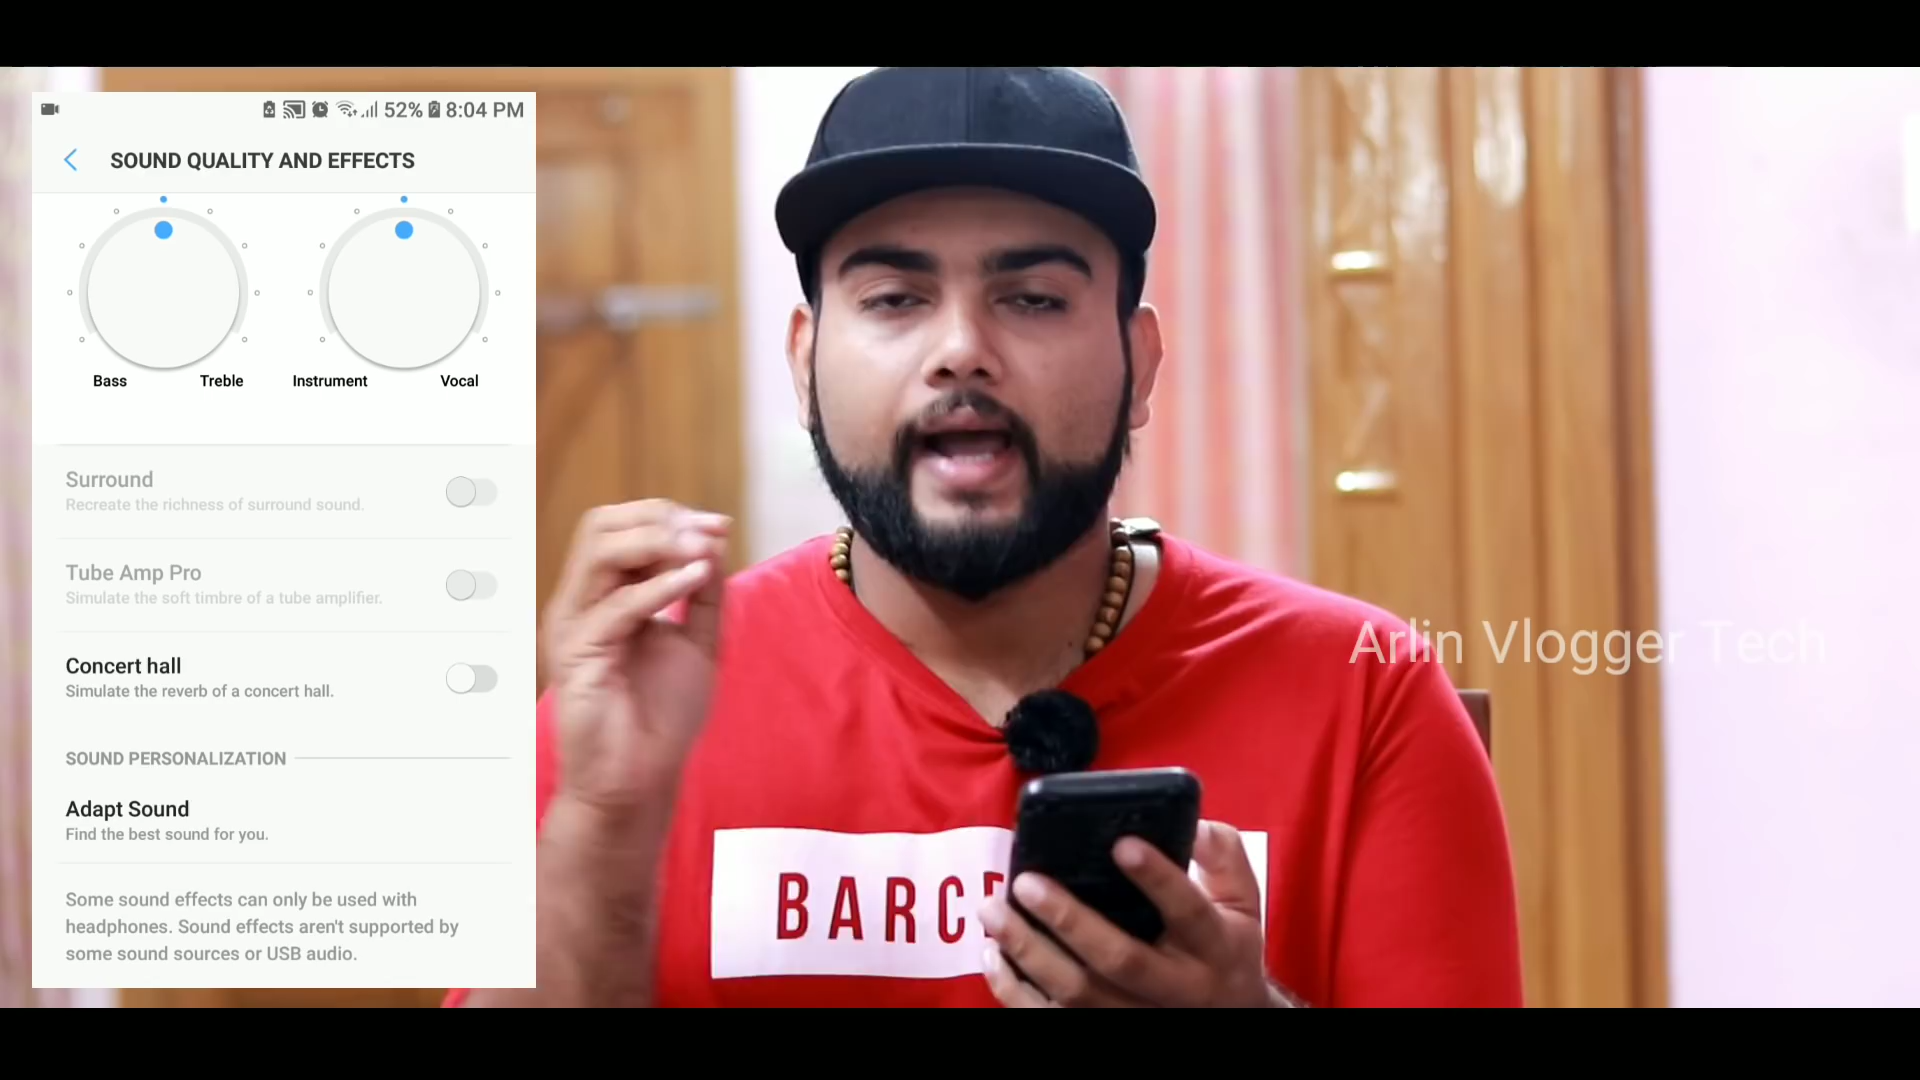 52% 8:04 PM
SOUND QUALITY AND EFFECTS
Bass Treble Instrument Vocal
Surround
Recreate the richness of surround sound.
Tube Amp Pro
Simulate the soft timbre of a tube amplifier.
Concert hall
Simulate the reverb of a concert hall.
SOUND PERSONALIZATION
Adapt Sound
Find the best sound for you.
Some sound effects can only be used with
headphones. Sound effects aren't supported by
some sound sources or USB audio.
Arlin Vlogger Tech
BARCE